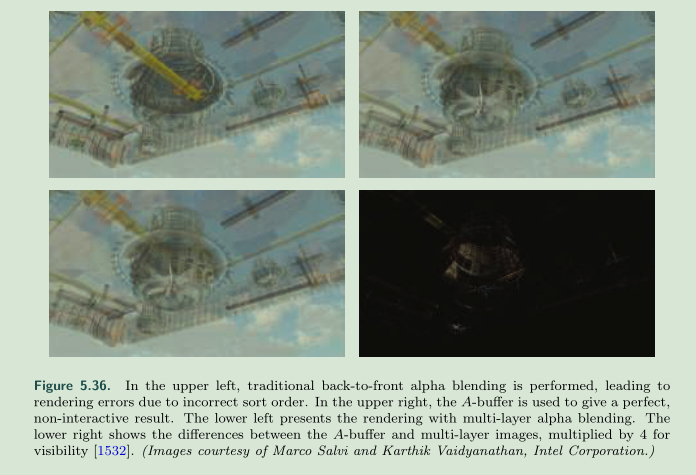 Figure 5.36. In the upper left, traditional back-to-front alpha blending is performed, leading to
rendering errors due to incorrect sort order. In the upper right, the A-buffer is used to give a perfect,
non-interactive result. The lower left presents the rendering with multi-layer alpha blending. The
lower right shows the differences between the A-buffer and multi-layer images, multiplied by 4 for
visibility [1532]. (Images courtesy of Marco Salvi and Karthik Vaidyanathan, Intel Corporation.)